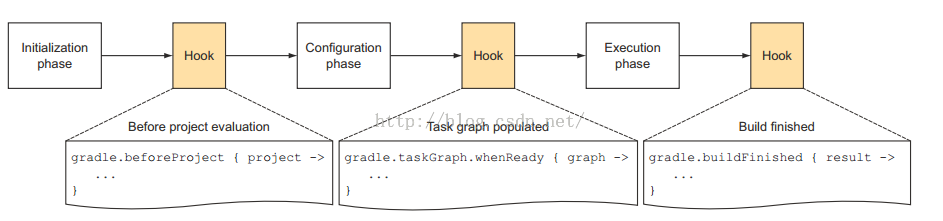 Initialization
phase
Hook
Configuration
phase
Hook
Execution
phase
Hook
Before project evaluation
gradle.beforeProject { project ->
...
}
http://blog.csdn.net/
Task graph populated
gradle.taskGraph.whenReady { graph ->
...
}
Build finished
gradle.buildFinished { result ->
...
}